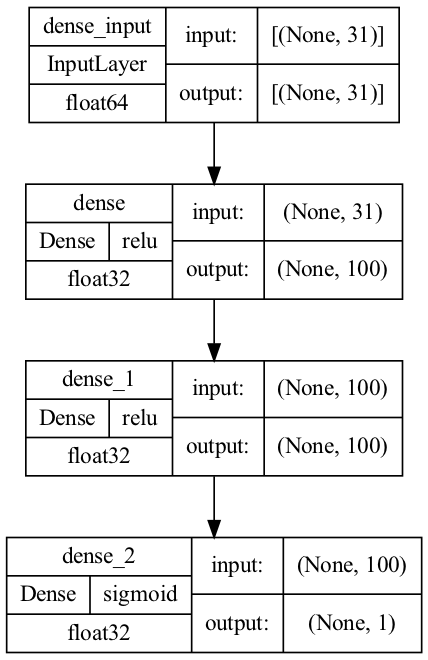 dense_input
input:
[(None, 31)]
InputLayer
float64
output:
[(None, 31)]
dense
input:
(None, 31)
Dense
relu
float32
output:
(None, 100)
dense_1
input:
(None, 100)
Dense
relu
float32
output:
(None, 100)
dense_2
input:
(None, 100)
Dense
sigmoid
float32
output:
(None, 1)